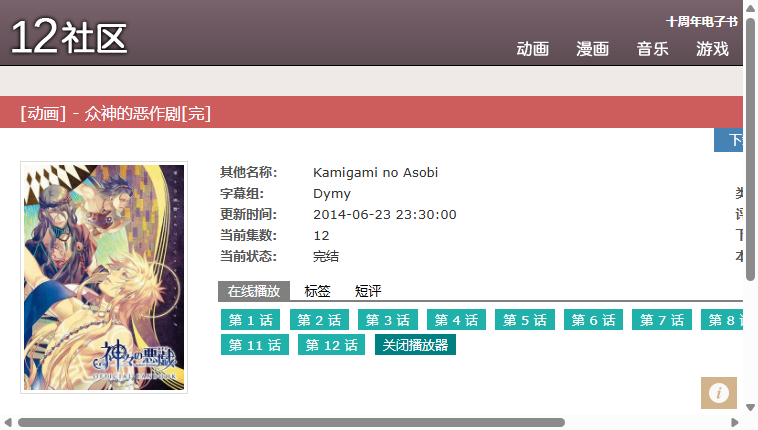 12社区
十周年电子书
动画 漫画 音乐 游戏
[动画] - 众神的恶作剧[完]
其他名称: Kamigami no Asobi
字幕组: Dymy
更新时间: 2014-06-23 23:30:00
当前集数: 12
当前状态: 完结
在线播放 标签 短评
第 1 话 第 2 话 第 3 话 第 4 话 第 5 话 第 6 话 第 7 话 第 8
第 11 话 第 12 话 关闭播放器
神々の悪戯